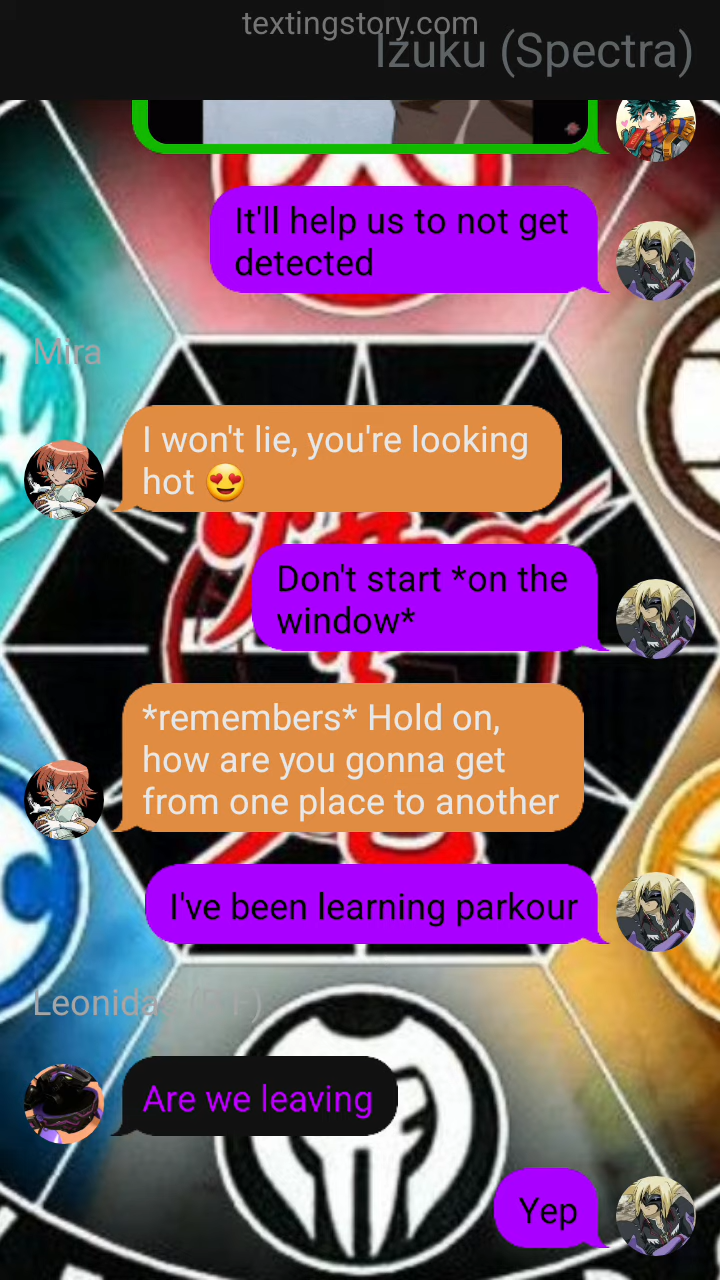 textingstory.com
Izuku (Spectra)
It'll help us to not get
detected
Mira
I won't lie, you're looking
hot 😍
Don't start *on the
window*
*remembers* Hold on,
how are you gonna get
from one place to another
I've been learning parkour
Leonidas
Are we leaving
Yep